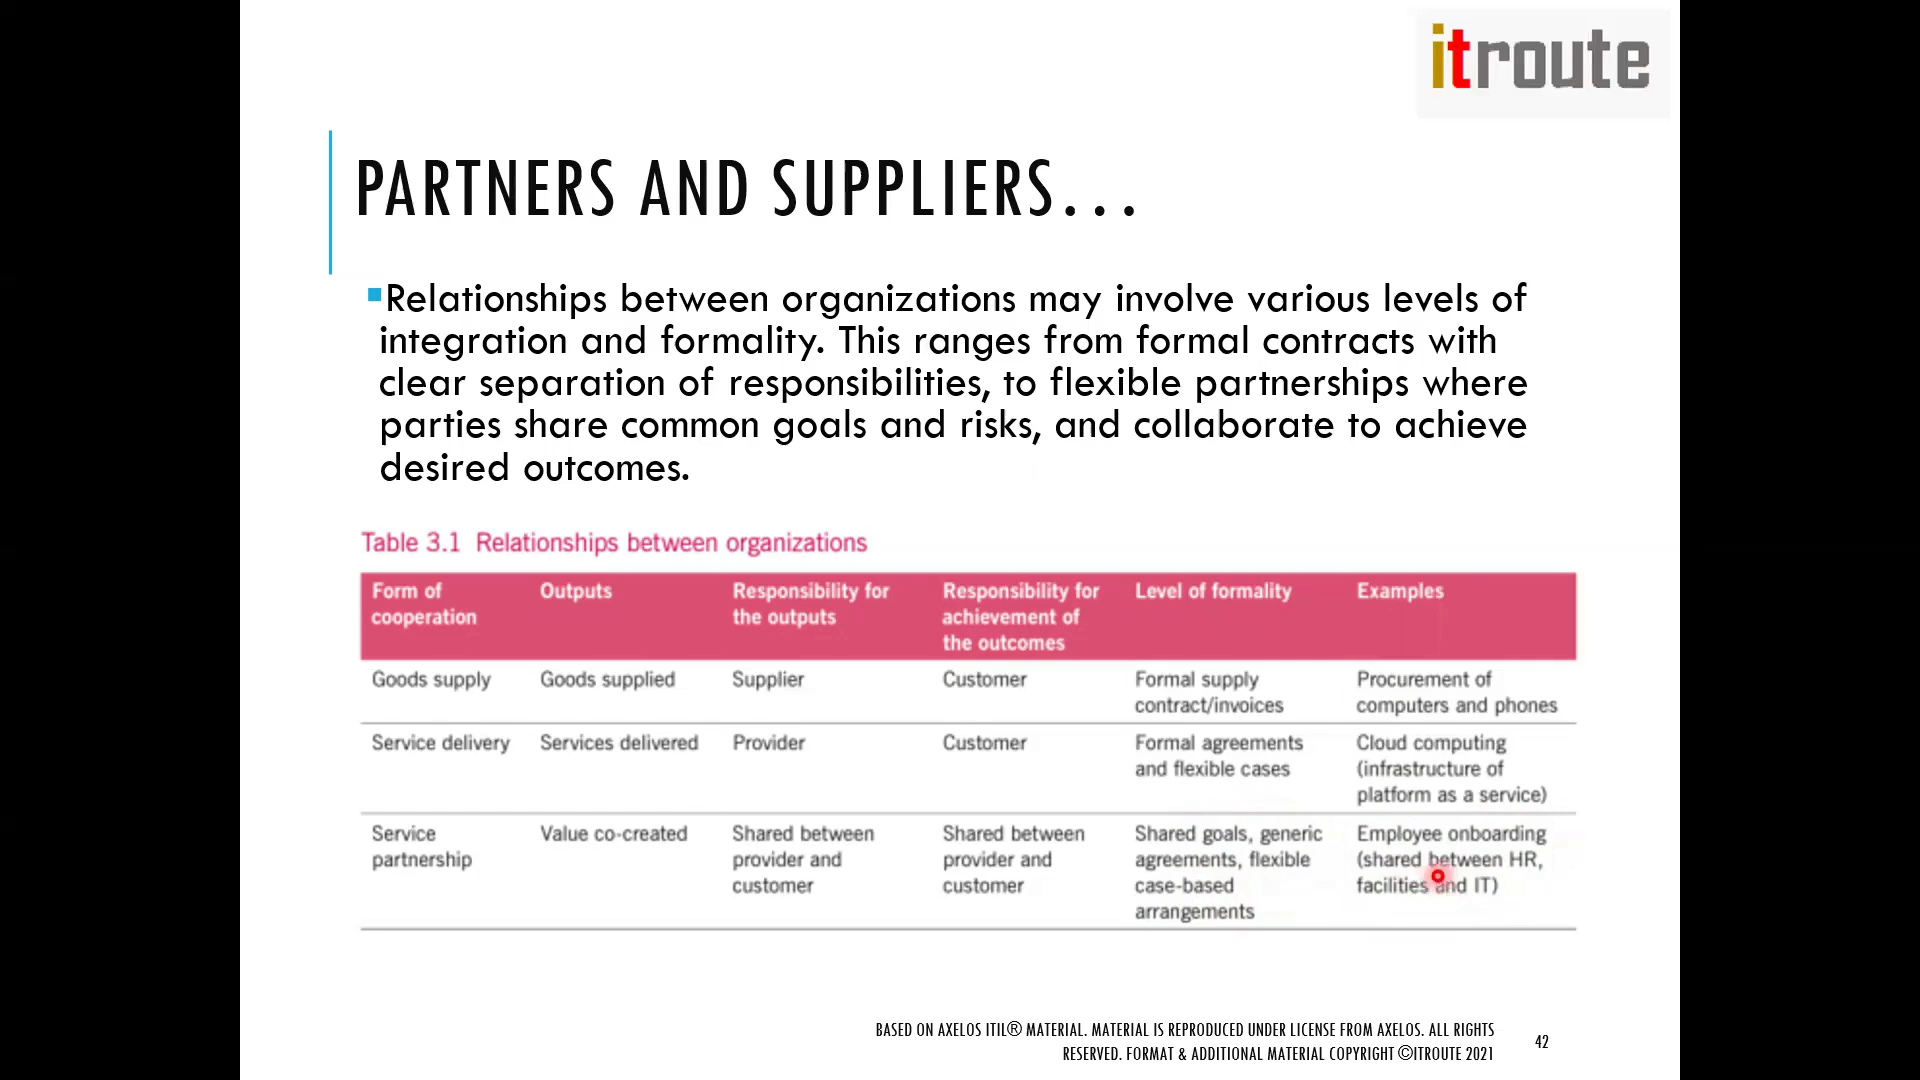 itroute
PARTNERS AND SUPPLIERS...
Relationships between organizations may involve various levels of
integration and formality. This ranges from formal contracts with
clear separation of responsibilities, to flexible partnerships where
parties share common goals and risks, and collaborate to achieve
desired outcomes.
Table 3.1 Relationships between organizations
Form of cooperation
Outputs
Responsibility for the outputs
Responsibility for achievement of the outcomes
Level of formality
Examples
Goods supply
Goods supplied
Supplier
Customer
Formal supply contract/invoices
Procurement of computers and phones
Service delivery
Services delivered
Provider
Customer
Formal agreements and flexible cases
Cloud computing (infrastructure of platform as a service)
Service partnership
Value co-created
Shared between provider and customer
Shared between provider and customer
Shared goals, generic agreements, flexible case-based arrangements
Employee onboarding (shared between HR, facilities and IT)
BASED ON AXELOS ITIL® MATERIAL. MATERIAL IS REPRODUCED UNDER LICENSE FROM AXELOS. ALL RIGHTS
RESERVED. FORMAT & ADDITIONAL MATERIAL COPYRIGHT ©ITROUTE 2021
42